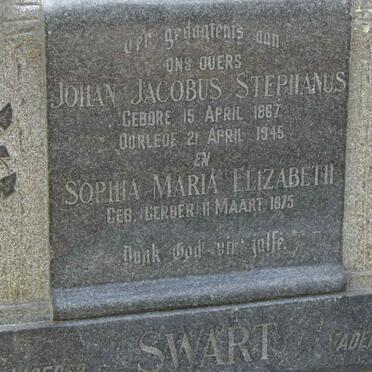 Ter gedagtenis aan
ONS OUERS
JOHAN JACOBUS STEPHANUS
GEBORE 15 APRIL 1867
OORLEDE 21 APRIL 1945
EN
SOPHIA MARIA ELIZABETH
GEB. (GERBER) 11 MAART 1875
Dank God vir julle.
SWART